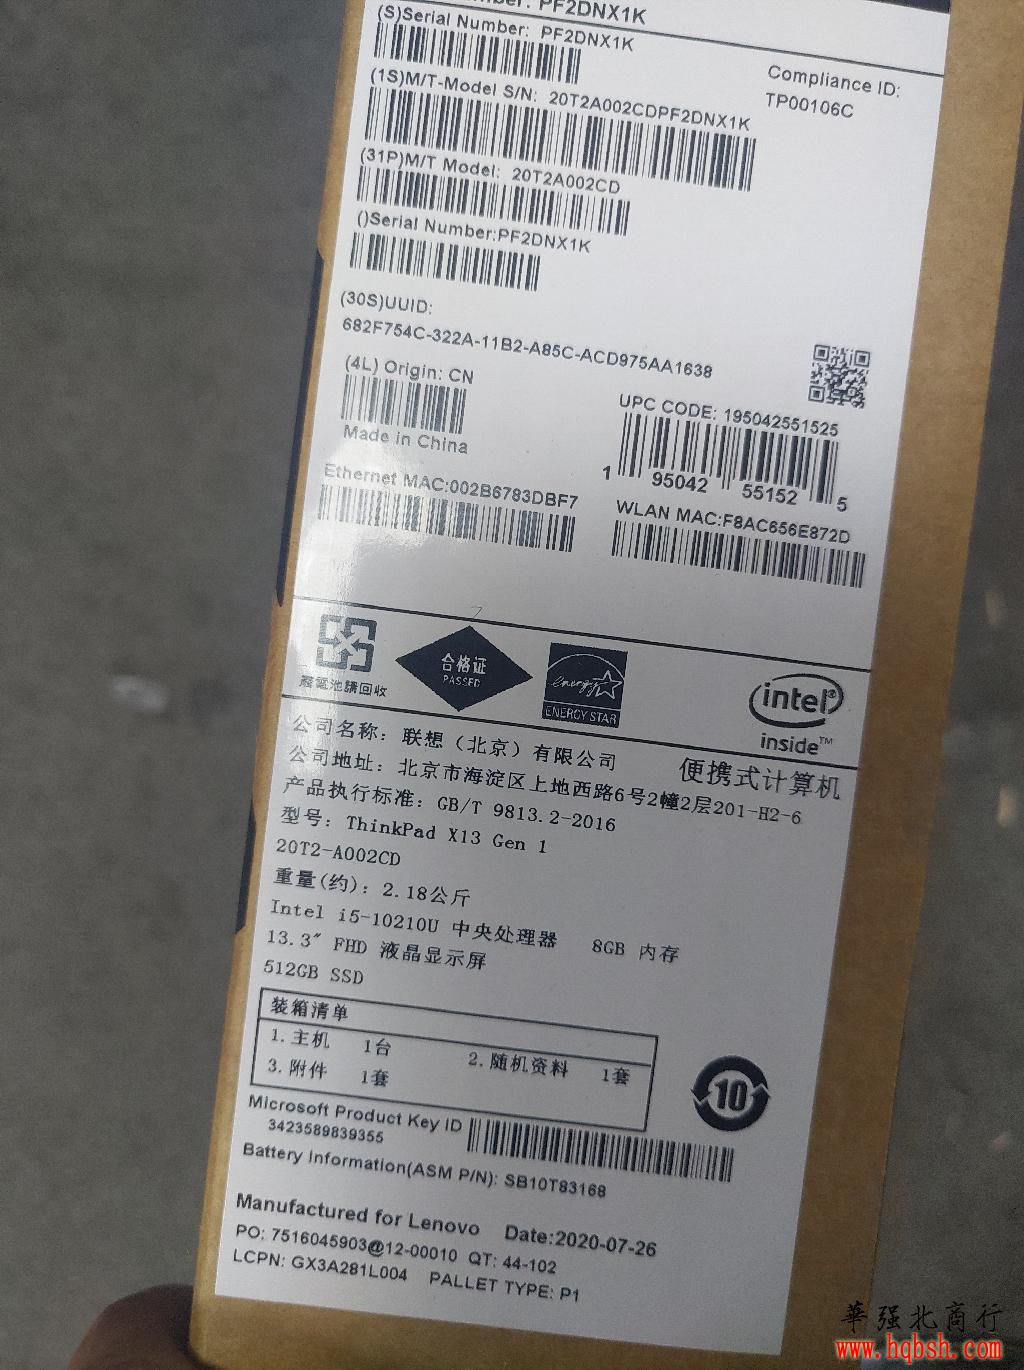 PF2DNX1K
(S)Serial Number: PF2DNX1K
Compliance ID:
TP00106C
(1S)M/T-Model S/N: 20T2A002CDPF2DNX1K
(31P)M/T Model: 20T2A002CD
()Serial Number:PF2DNX1K
(30S)UUID:
682F754C-322A-11B2-A85C-ACD975AA1638
(4L) Origin: CN
Made in China
UPC CODE: 195042551525
1 95042 55152 5
Ethernet MAC:002B6783DBF7
WLAN MAC:F8AC656E872D
廢電池請回收
合格证
PASSED
energy
ENERGY STAR
intel®
inside™
公司名称: 联想（北京）有限公司
便携式计算机
公司地址: 北京市海淀区上地西路6号2幢2层201-H2-6
产品执行标准: GB/T 9813.2-2016
型号: ThinkPad X13 Gen 1
20T2-A002CD
重量(约): 2.18公斤
Intel i5-10210U 中央处理器 8GB 内存
13.3" FHD 液晶显示屏
512GB SSD
装箱清单
1.主机 1台 2.随机资料 1套
3.附件 1套
10
Microsoft Product Key ID
3423589839355
Battery Information(ASM P/N): SB10T83168
Manufactured for Lenovo Date:2020-07-26
PO: 7516045903@12-00010 QT: 44-102
LCPN: GX3A281L004 PALLET TYPE: P1
華强北商行
www.hqbsh.com